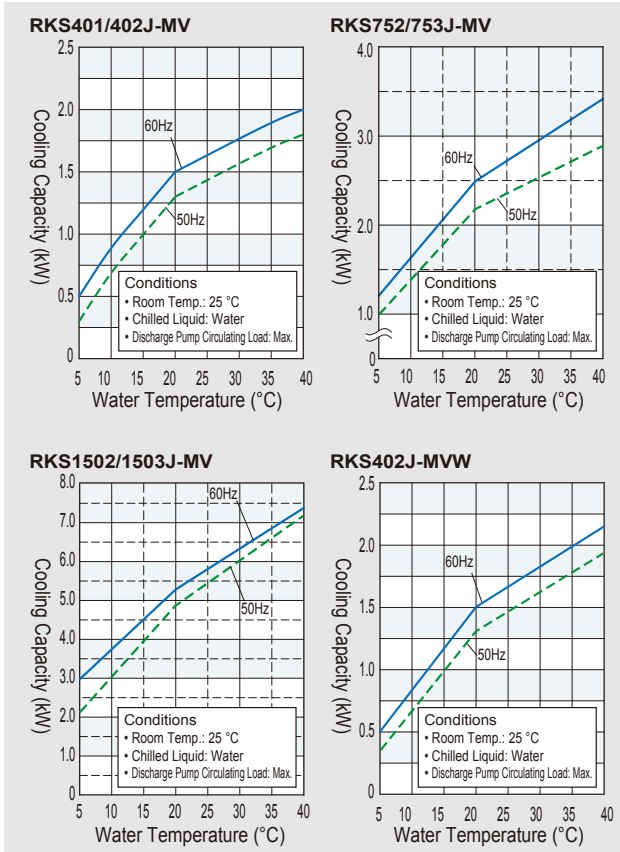 RKS401/402J-MV
2.5
2.0
1.5
1.0
0.5
0
Cooling Capacity (kW)
60Hz
50Hz
Conditions
• Room Temp.: 25 °C
• Chilled Liquid: Water
• Discharge Pump Circulating Load: Max.
5 10 15 20 25 30 35 40
Water Temperature (°C)
RKS752/753J-MV
4.0
3.0
2.0
1.0
0
Cooling Capacity (kW)
60Hz
50Hz
Conditions
• Room Temp.: 25 °C
• Chilled Liquid: Water
• Discharge Pump Circulating Load: Max.
5 10 15 20 25 30 35 40
Water Temperature (°C)
RKS1502/1503J-MV
8.0
7.0
6.0
5.0
4.0
3.0
2.0
1.0
0
Cooling Capacity (kW)
60Hz
50Hz
Conditions
• Room Temp.: 25 °C
• Chilled Liquid: Water
• Discharge Pump Circulating Load: Max.
5 10 15 20 25 30 35 40
Water Temperature (°C)
RKS402J-MVW
2.5
2.0
1.5
1.0
0.5
0
Cooling Capacity (kW)
60Hz
50Hz
Conditions
• Room Temp.: 25 °C
• Chilled Liquid: Water
• Discharge Pump Circulating Load: Max.
5 10 15 20 25 30 35 40
Water Temperature (°C)